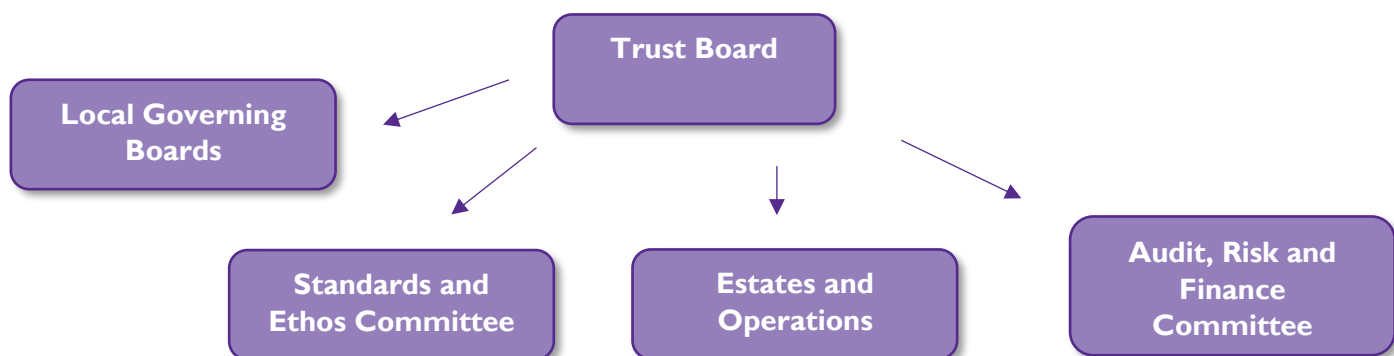 Trust Board
Local Governing
Boards
Standards and
Ethos Committee
Estates and
Operations
Audit, Risk and
Finance
Committee